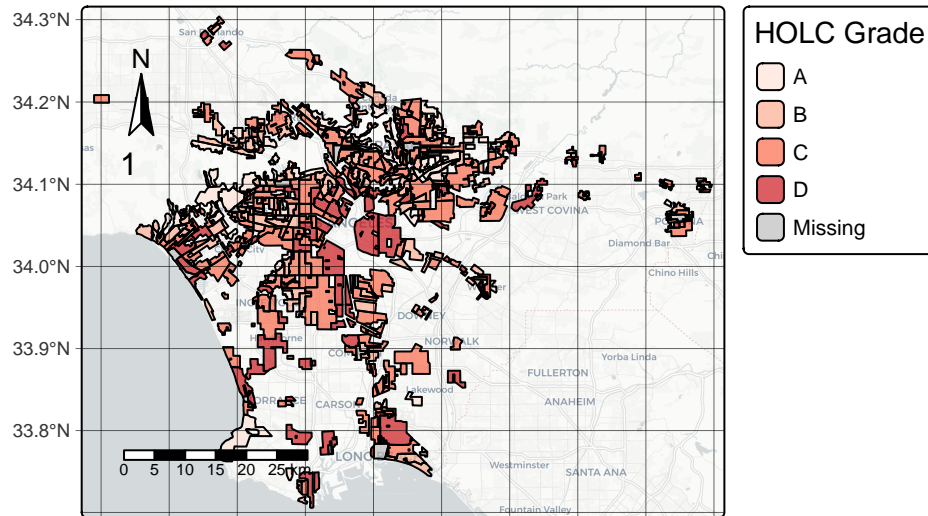 34.3°N
34.2°N
34.1°N
34.0°N
33.9°N
33.8°N
N
1
HOLC Grade
A
B
C
D
Missing
WEST COVINA
Diamond Bar
Chino Hills
DOWNEY
NORWALK
Yorba Linda
FULLERTON
ANAHEIM
Lakewood
CARSON
Westminster
SANTA ANA
Fountain Valley
0 5 10 15 20 25 km